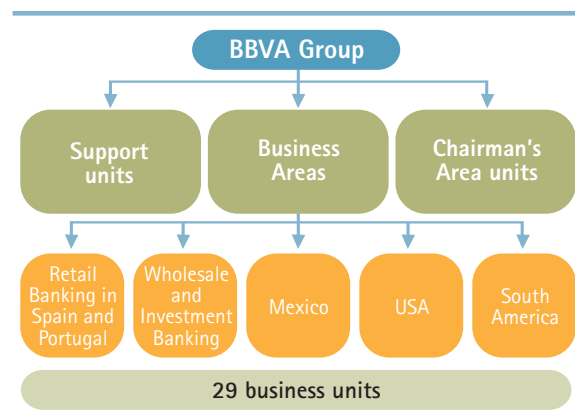 BBVA Group
Support
units
Business
Areas
Chairman's
Area units
Retail
Banking in
Spain and
Portugal
Wholesale
and
Investment
Banking
Mexico
USA
South
America
29 business units